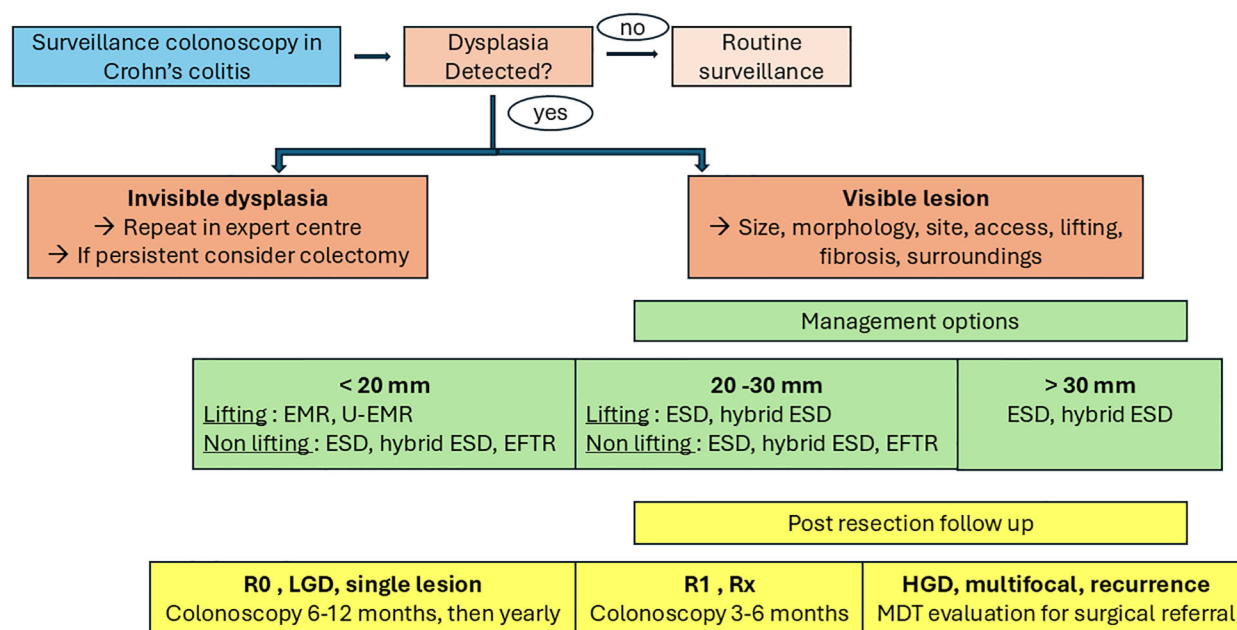 Surveillance colonoscopy in
Crohn's colitis
Dysplasia
Detected?
no
Routine
surveillance
yes
Invisible dysplasia
→ Repeat in expert centre
→ If persistent consider colectomy
Visible lesion
→ Size, morphology, site, access, lifting,
fibrosis, surroundings
Management options
< 20 mm
Lifting : EMR, U-EMR
Non lifting : ESD, hybrid ESD, EFTR
20 -30 mm
Lifting : ESD, hybrid ESD
Non lifting : ESD, hybrid ESD, EFTR
> 30 mm
ESD, hybrid ESD
Post resection follow up
R0 , LGD, single lesion
Colonoscopy 6-12 months, then yearly
R1 , Rx
Colonoscopy 3-6 months
HGD, multifocal, recurrence
MDT evaluation for surgical referral